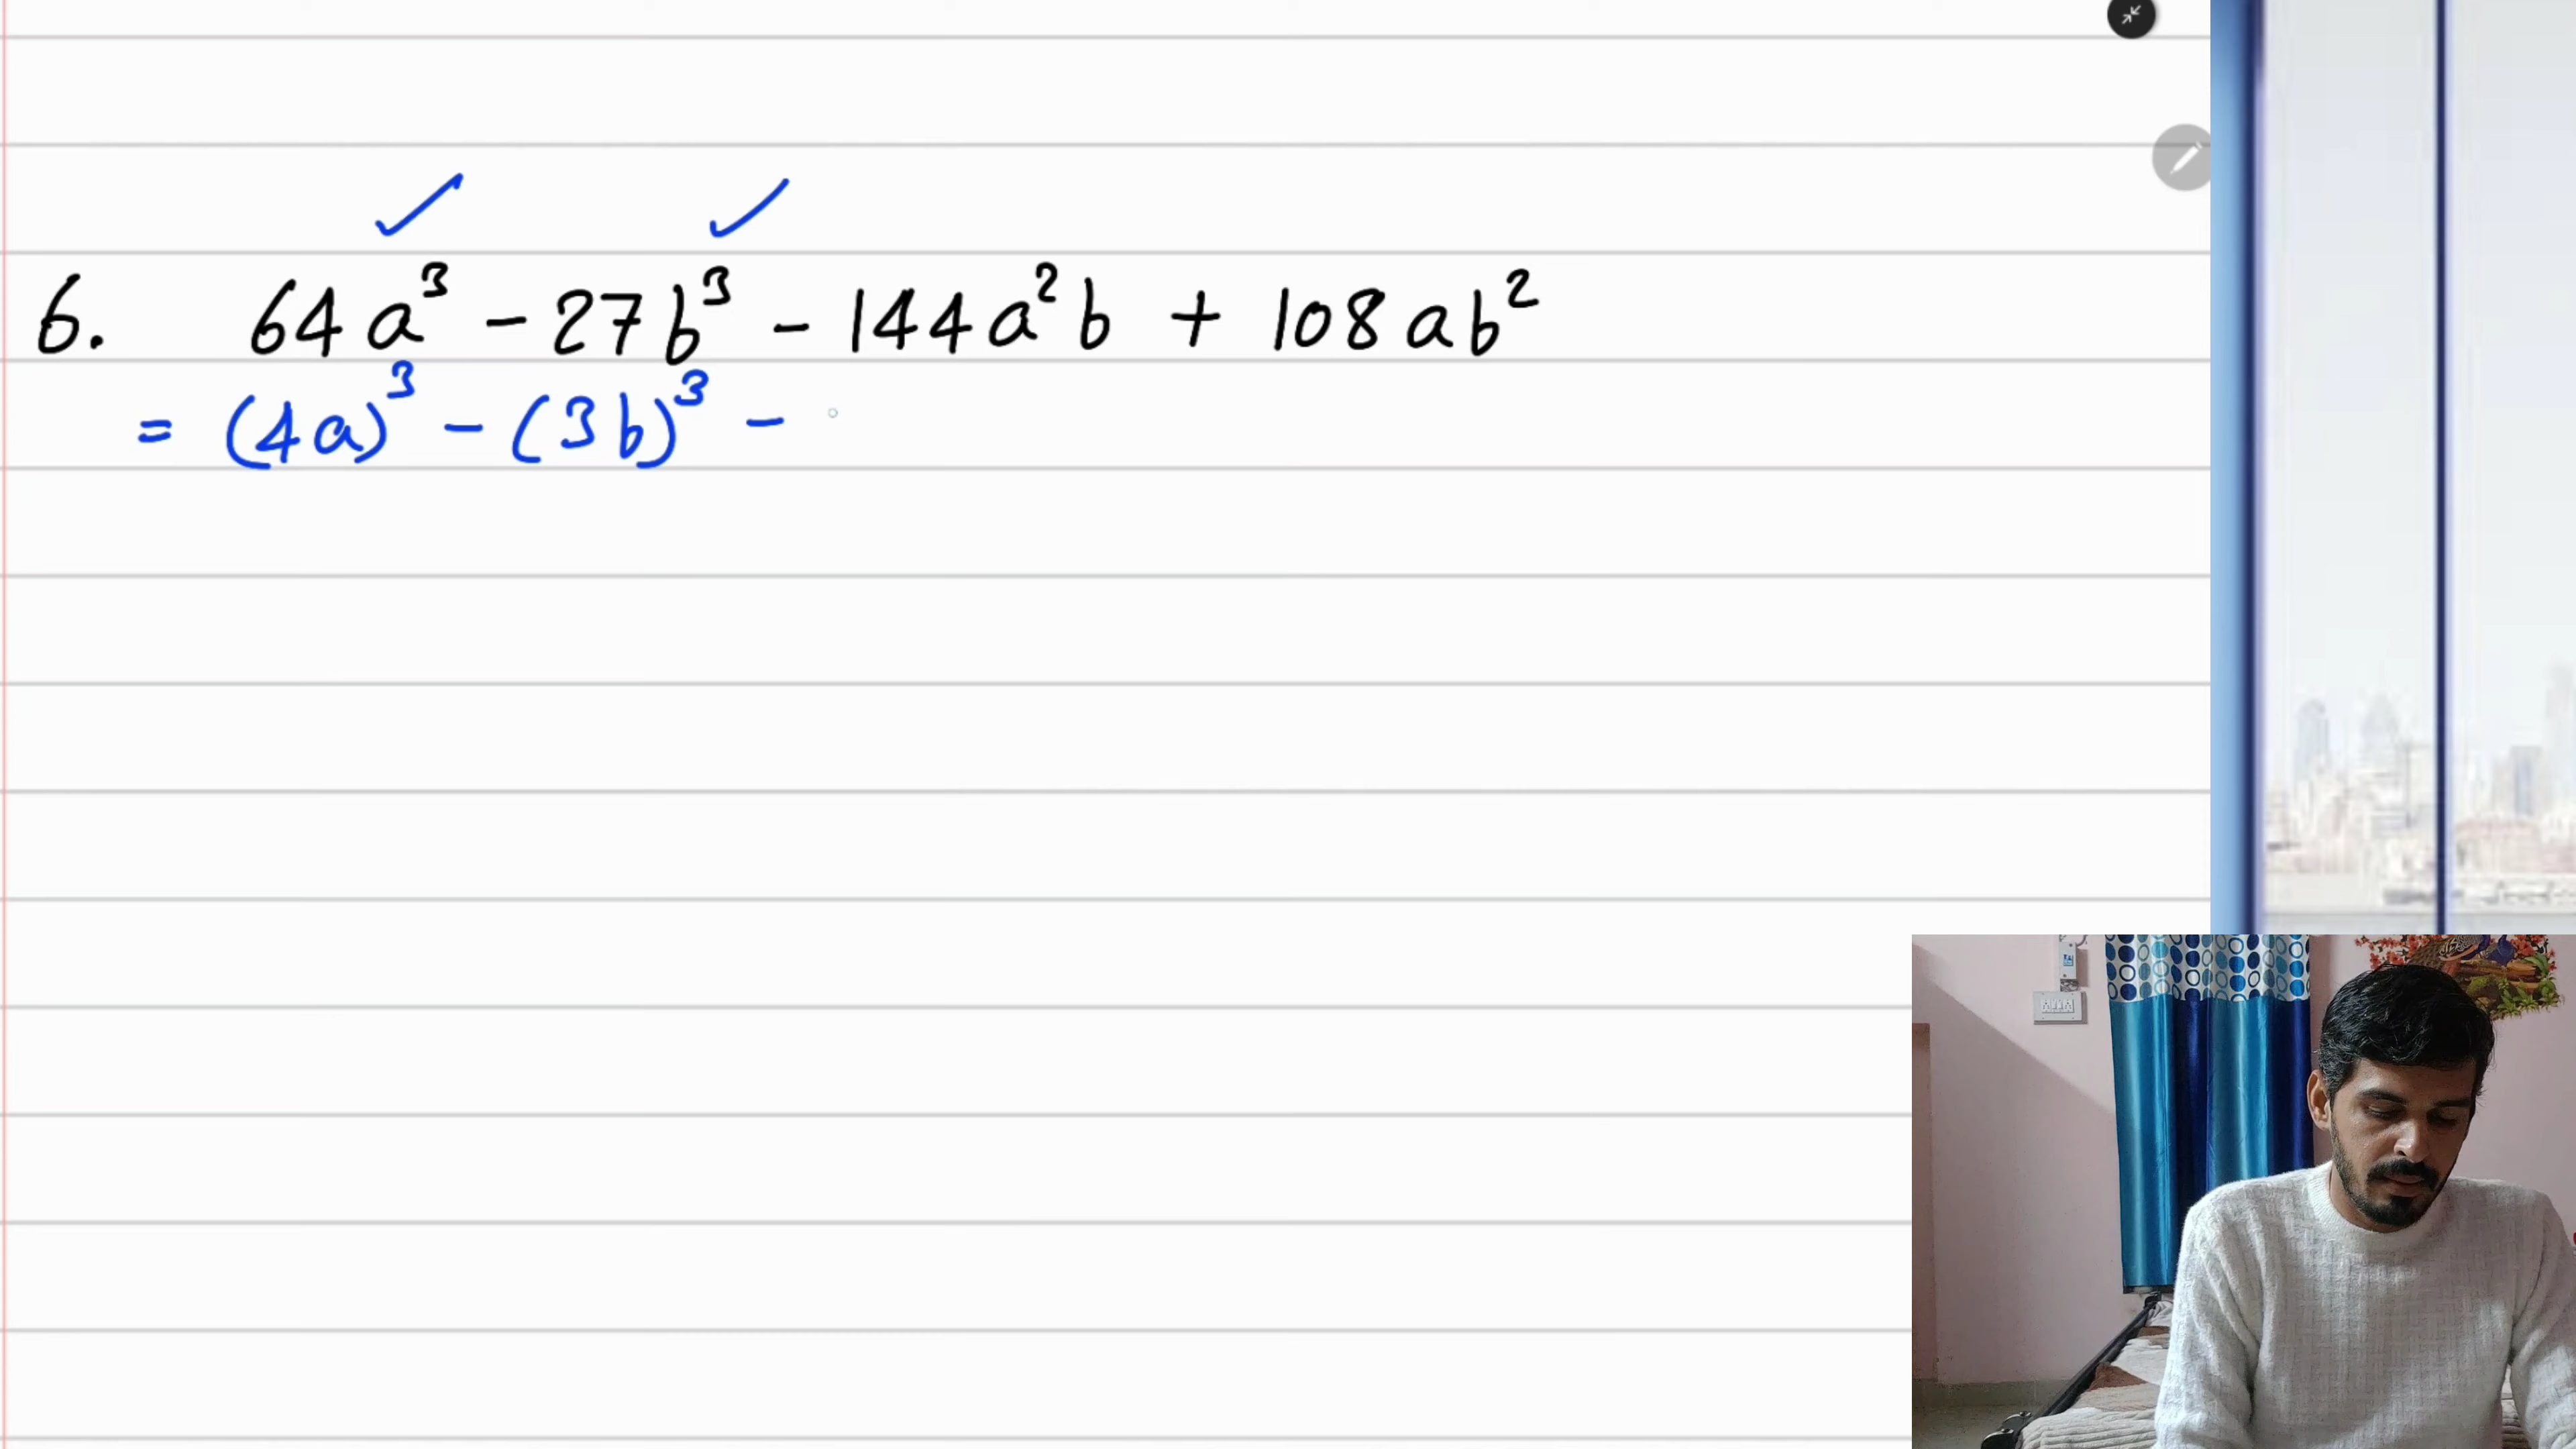 6. 64a³ - 27b³ - 144a²b + 108ab²
= (4a)³ - (3b)³ -